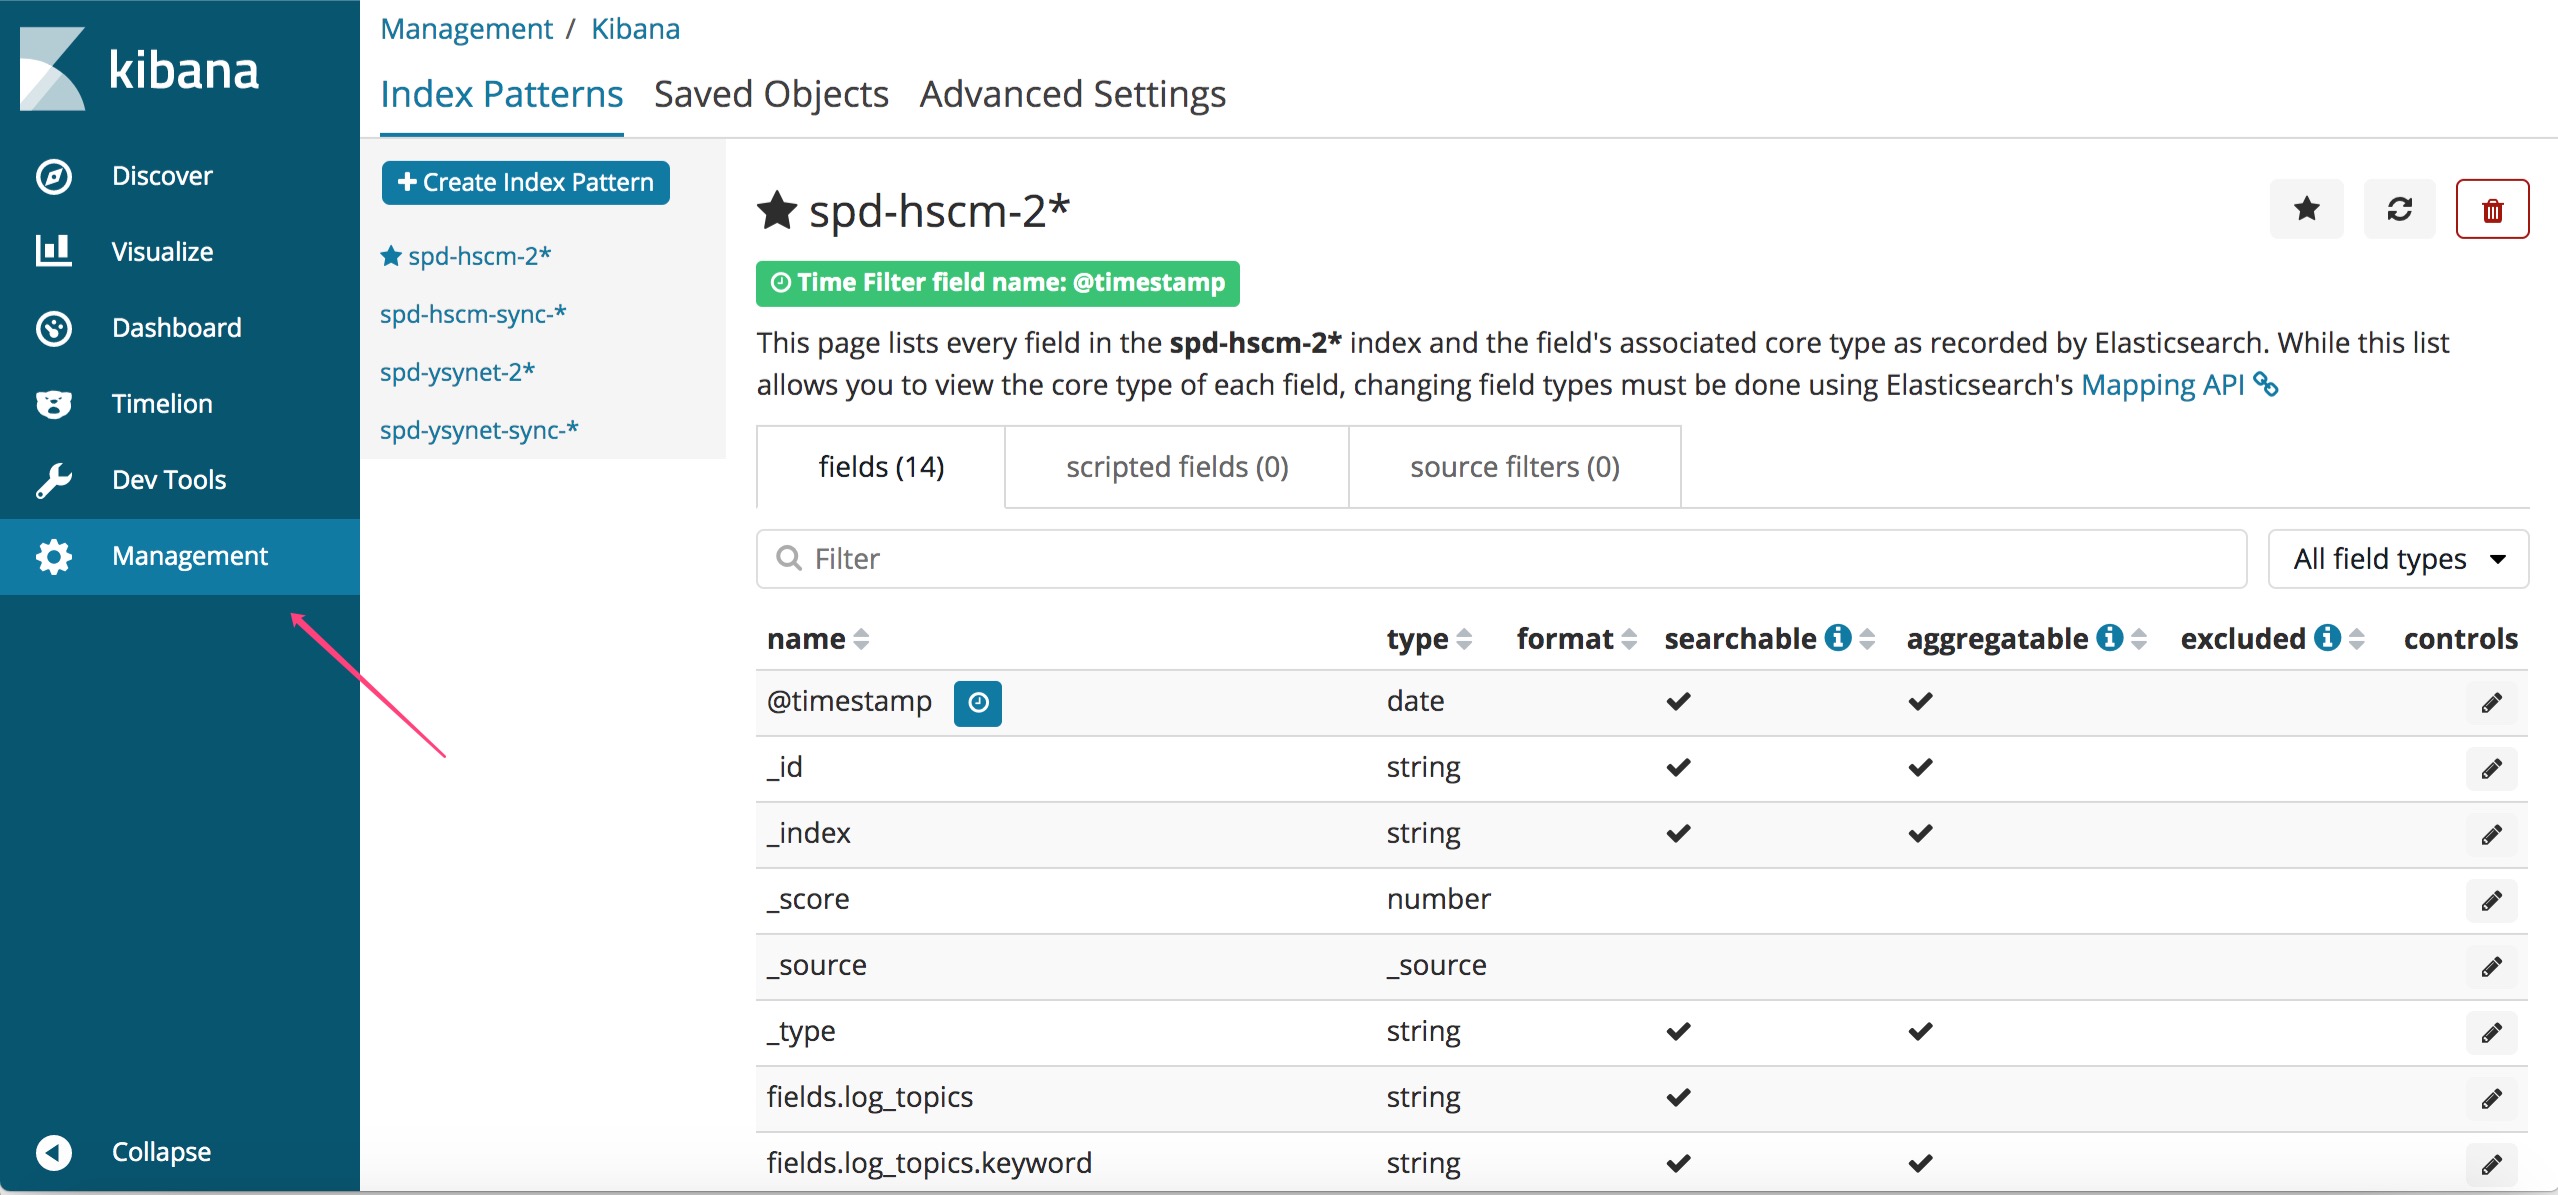 kibana
Discover
Visualize
Dashboard
Timelion
Dev Tools
Management
Collapse
Management / Kibana
Index Patterns Saved Objects Advanced Settings
Create Index Pattern
spd-hscm-2*
spd-hscm-sync-*
spd-ysynet-2*
spd-ysynet-sync-*
spd-hscm-2*
Time Filter field name: @timestamp
This page lists every field in the spd-hscm-2* index and the field's associated core type as recorded by Elasticsearch. While this list
allows you to view the core type of each field, changing field types must be done using Elasticsearch's Mapping API
fields (14) scripted fields (0) source filters (0)
Filter All field types
name type format searchable aggregatable excluded controls
@timestamp date
_id string
_index string
_score number
_source _source
_type string
fields.log_topics string
fields.log_topics.keyword string